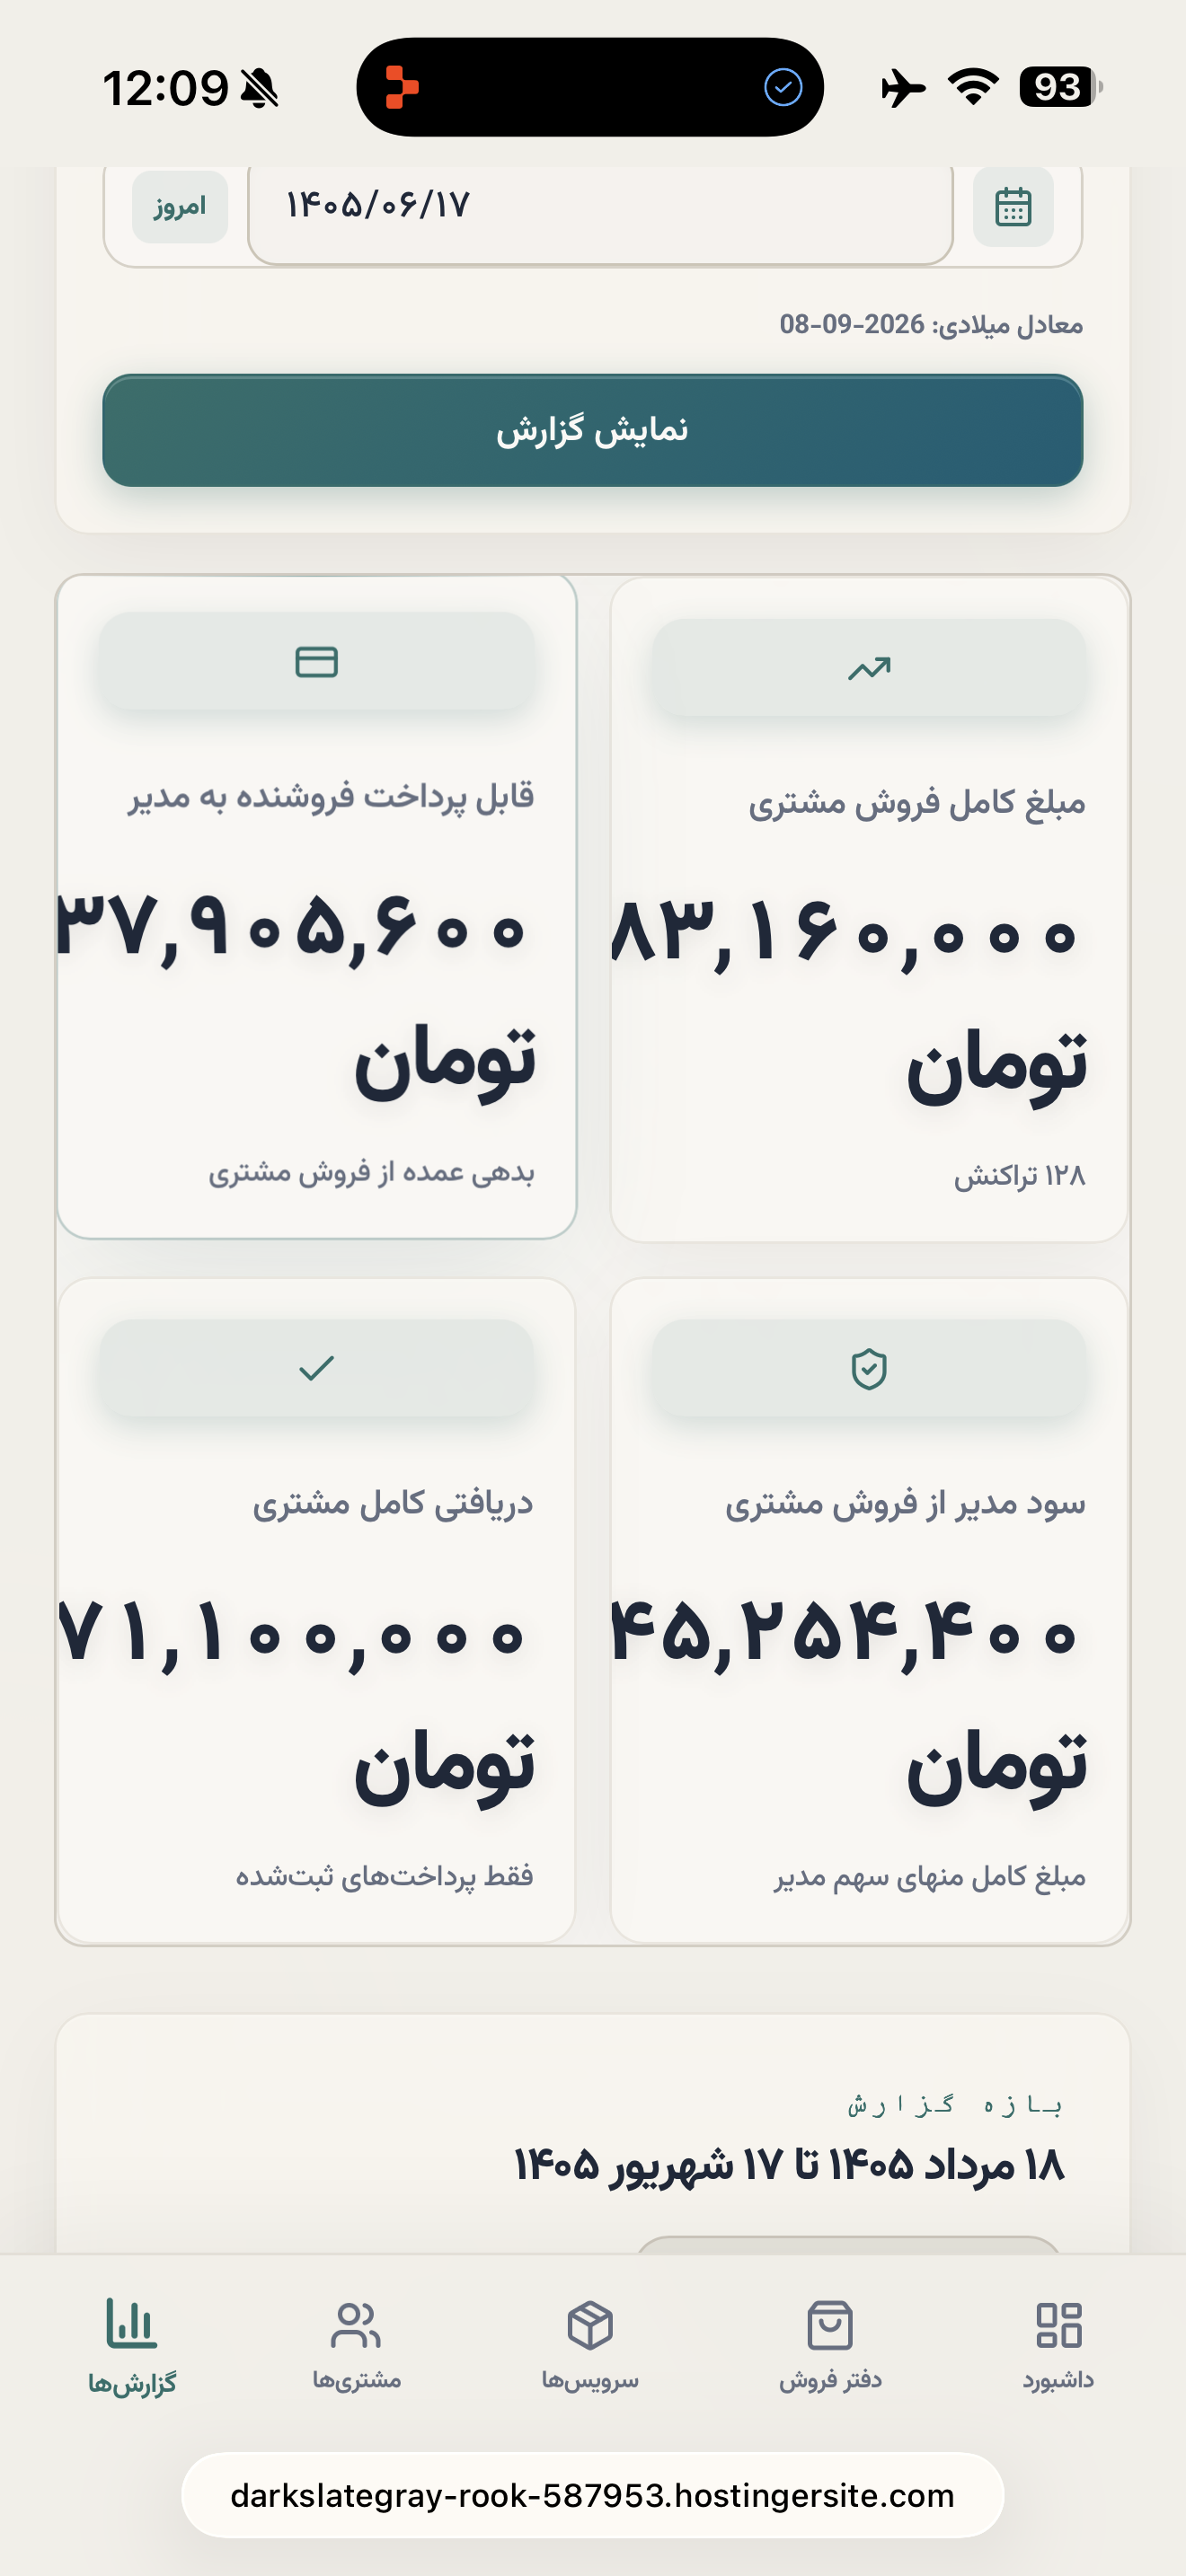 12:09
93
۱۴۰۵/۰۶/۱۷
امروز
معادل میلادی: 2026-09-08
نمایش گزارش
مبلغ کامل فروش مشتری
۸۳,۱۶۰,۰۰۰
تومان
۱۲۸ تراکنش
قابل پرداخت فروشنده به مدیر
۳۷,۹۰۵,۶۰۰
تومان
بدهی عمده از فروش مشتری
سود مدیر از فروش مشتری
۴۵,۲۵۴,۴۰۰
تومان
مبلغ کامل منهای سهم مدیر
دریافتی کامل مشتری
۷۱,۱۰۰,۰۰۰
تومان
فقط پرداخت‌های ثبت‌شده
بازه گزارش
۱۸ مرداد ۱۴۰۵ تا ۱۷ شهریور ۱۴۰۵
داشبورد
دفتر فروش
سرویس‌ها
مشتری‌ها
گزارش‌ها
darkslategray-rook-587953.hostingersite.com